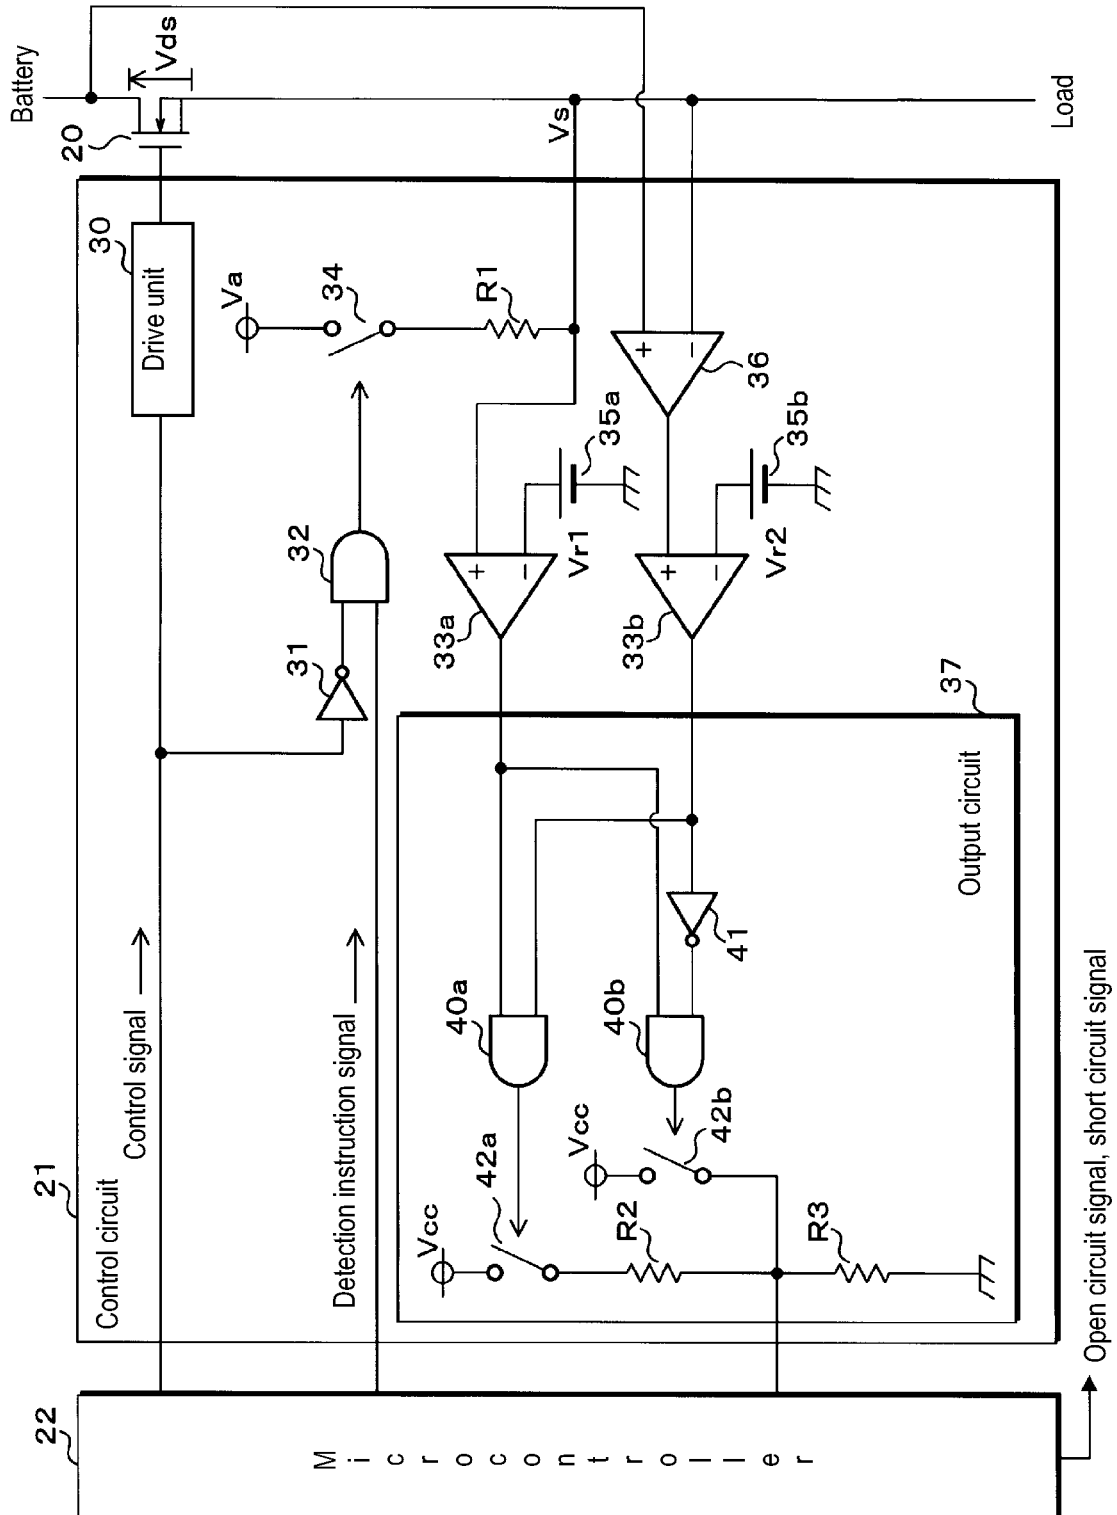 22
Microcontroller
21
Control circuit
Control signal
Detection instruction signal
30
Drive unit
20
Battery
Vds
31
32
Va
34
R1
Vs
33a
+
−
Vr1
35a
33b
+
−
Vr2
35b
36
+
−
Load
37
Output circuit
40a
40b
41
42a
42b
Vcc
Vcc
R2
R3
Open circuit signal, short circuit signal